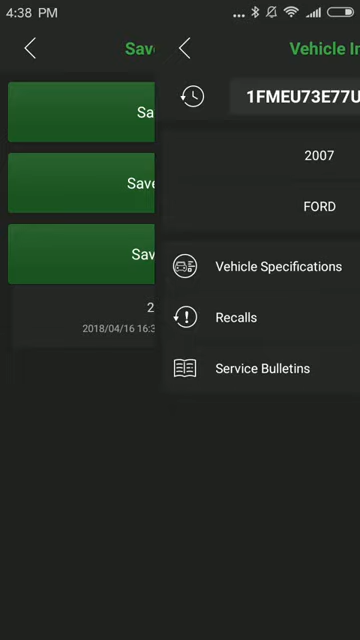 4:38 PM
Save
Vehicle In
1FMEU73E77U
Sa
2007
Save
FORD
Sav
Vehicle Specifications
2
Recalls
2018/04/16 16:3
Service Bulletins